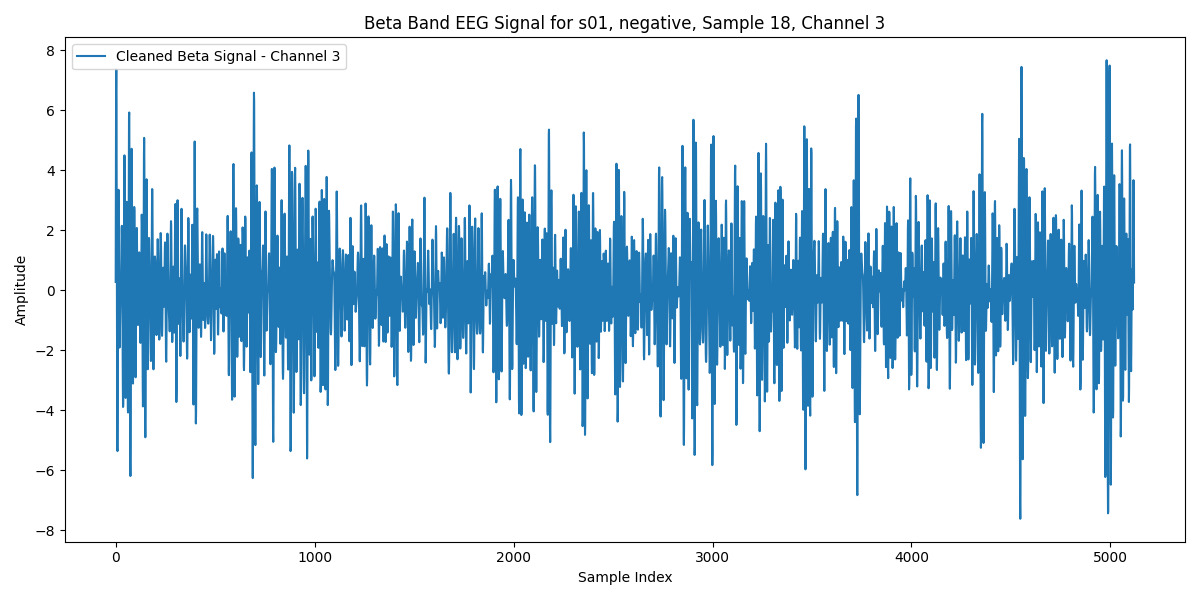 Beta Band EEG Signal for s01, negative, Sample 18, Channel 3
Cleaned Beta Signal - Channel 3
8
6
4
2
0
−2
−4
−6
−8
Amplitude
0 1000 2000 3000 4000 5000
Sample Index